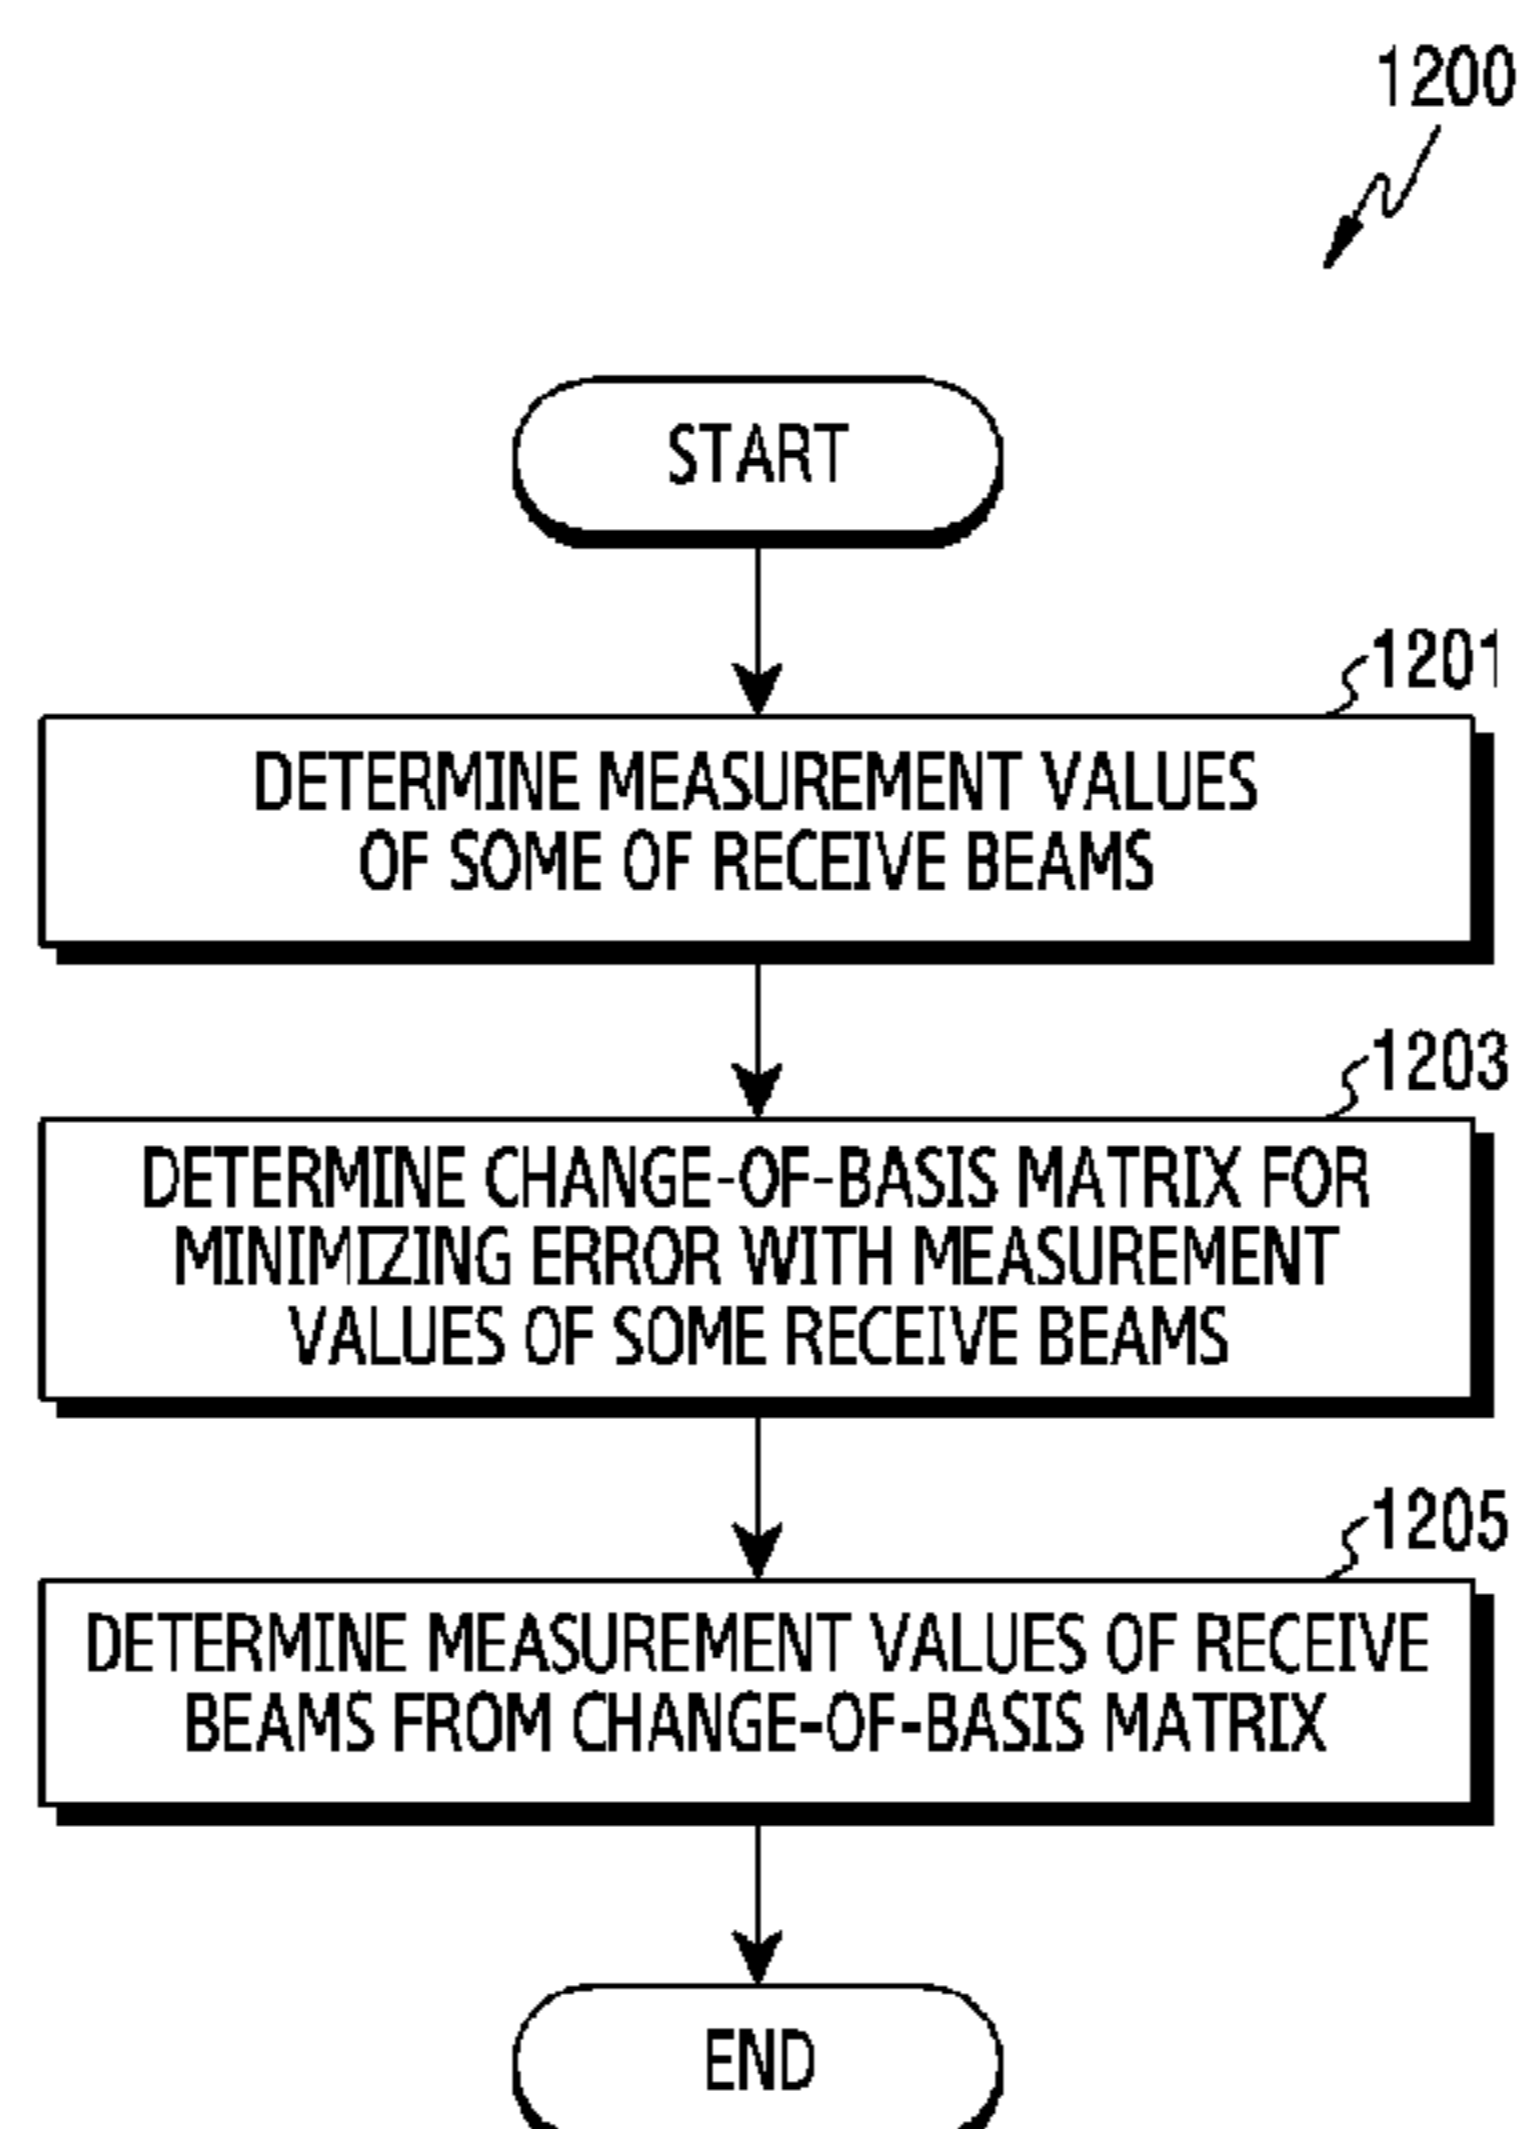 1200
START
1201
DETERMINE MEASUREMENT VALUES
OF SOME OF RECEIVE BEAMS
1203
DETERMINE CHANGE-OF-BASIS MATRIX FOR
MINIMIZING ERROR WITH MEASUREMENT
VALUES OF SOME RECEIVE BEAMS
1205
DETERMINE MEASUREMENT VALUES OF RECEIVE
BEAMS FROM CHANGE-OF-BASIS MATRIX
END